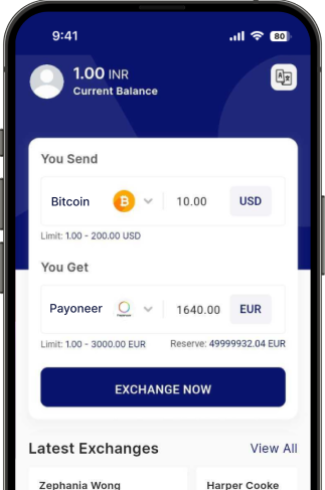 9:41
80
1.00 INR
Current Balance
You Send
Bitcoin 10.00 USD
Limit: 1.00 - 200.00 USD
You Get
Payoneer 1640.00 EUR
Limit: 1.00 - 3000.00 EUR Reserve: 49999932.04 EUR
EXCHANGE NOW
Latest Exchanges View All
Zephania Wong Harper Cooke